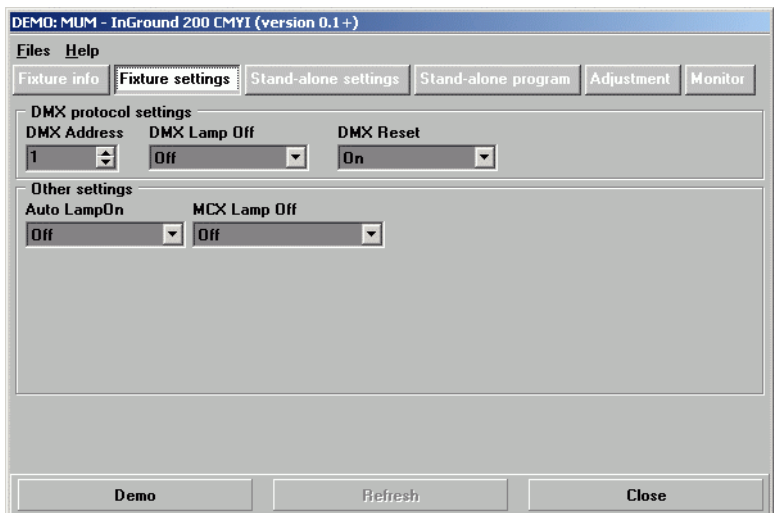 DEMO: MUM - InGround 200 CMYI (version 0.1+)
Files Help
Fixture info Fixture settings Stand-alone settings Stand-alone program Adjustment Monitor
DMX protocol settings
DMX Address DMX Lamp Off DMX Reset
1 Off On
Other settings
Auto LampOn MCX Lamp Off
Off Off
Demo Refresh Close